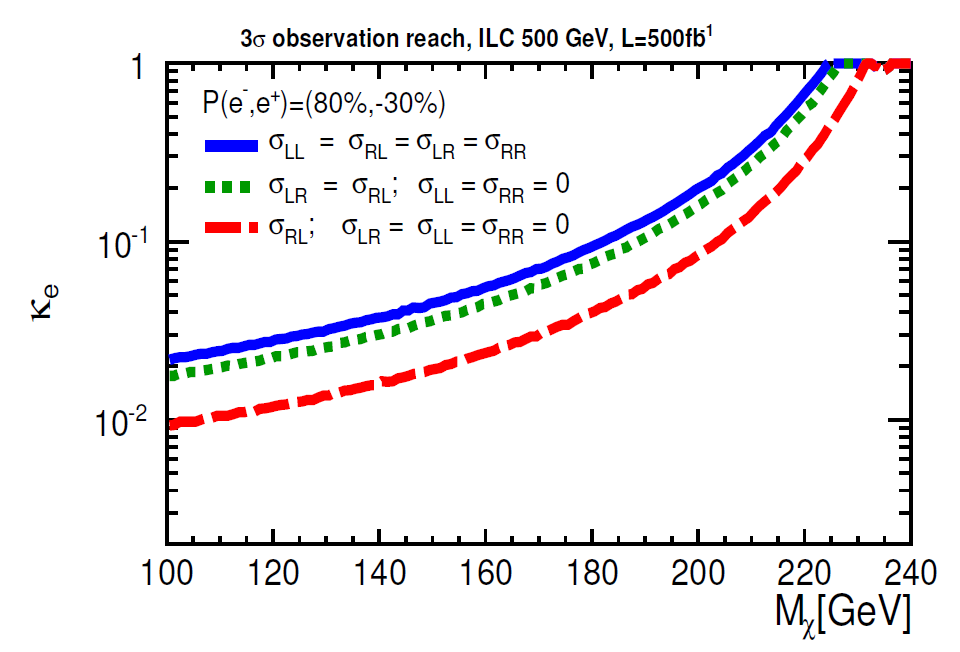 3σ observation reach, ILC 500 GeV, L=500fb¹
P(e⁻,e⁺)=(80%,-30%)
σLL = σRL = σLR = σRR
σLR = σRL; σLL = σRR = 0
σRL; σLR = σLL = σRR = 0
1
10⁻¹
10⁻²
κe
100 120 140 160 180 200 220 240
Mχ[GeV]